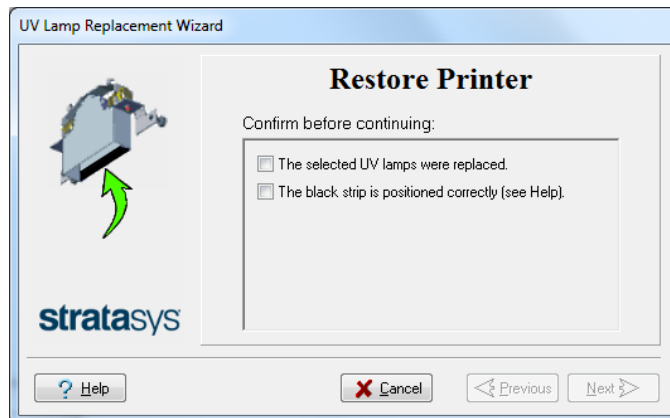 UV Lamp Replacement Wizard
Restore Printer
Confirm before continuing:
The selected UV lamps were replaced.
The black strip is positioned correctly (see Help).
stratasys
? Help
Cancel
Previous
Next